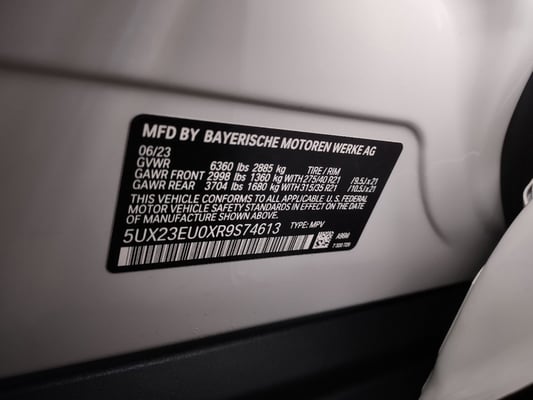 MFD BY BAYERISCHE MOTOREN WERKE AG
06/23
GVWR 6360 lbs 2885 kg TIRE / RIM
GAWR FRONT 2998 lbs 1360 kg WITH 275/40 R21 /9.5J x 21
GAWR REAR 3704 lbs 1680 kg WITH 315/35 R21 /10.5J x 21
THIS VEHICLE CONFORMS TO ALL APPLICABLE U.S. FEDERAL
MOTOR VEHICLE SAFETY STANDARDS IN EFFECT ON THE DATE
OF MANUFACTURE SHOWN ABOVE.
5UX23EU0XR9S74613 TYPE: MPV